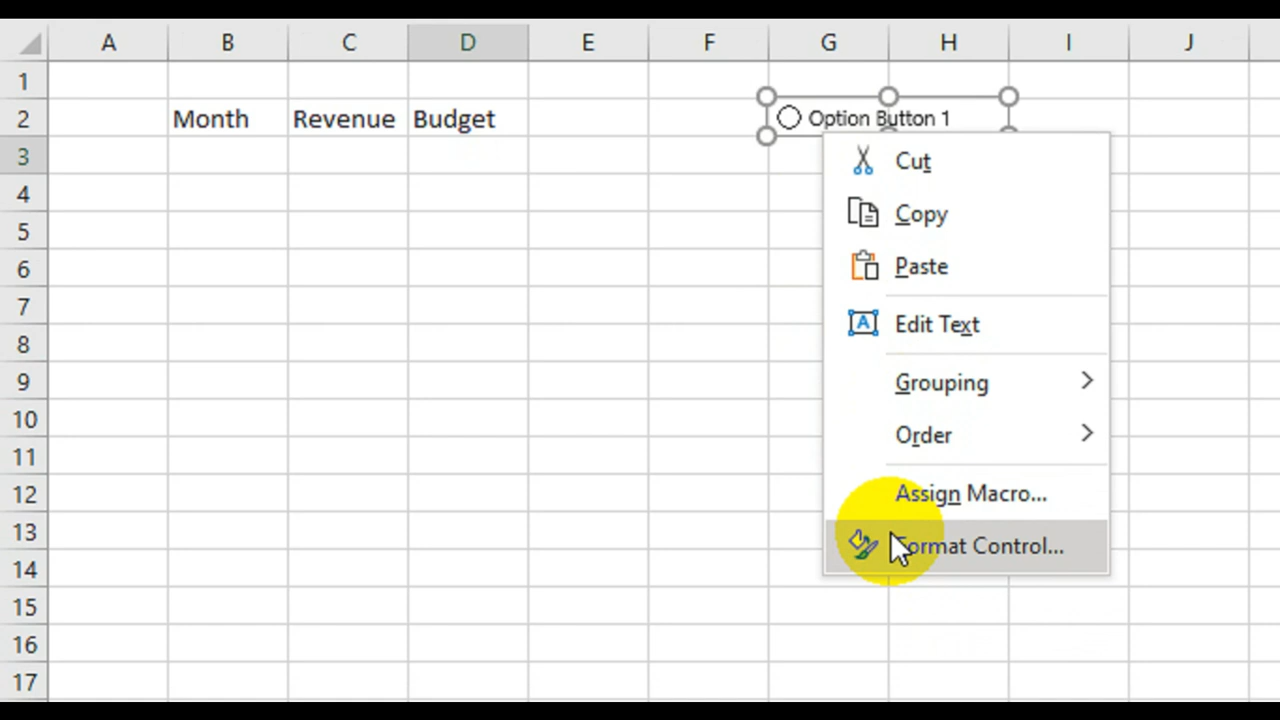 A B C D E F G H I J
1
2 Month Revenue Budget Option Button 1
3
Cut
4
Copy
5
6
Paste
7
Edit Text
8
9
Grouping
10
Order
11
12
Assign Macro...
13
Format Control...
14
15
16
17